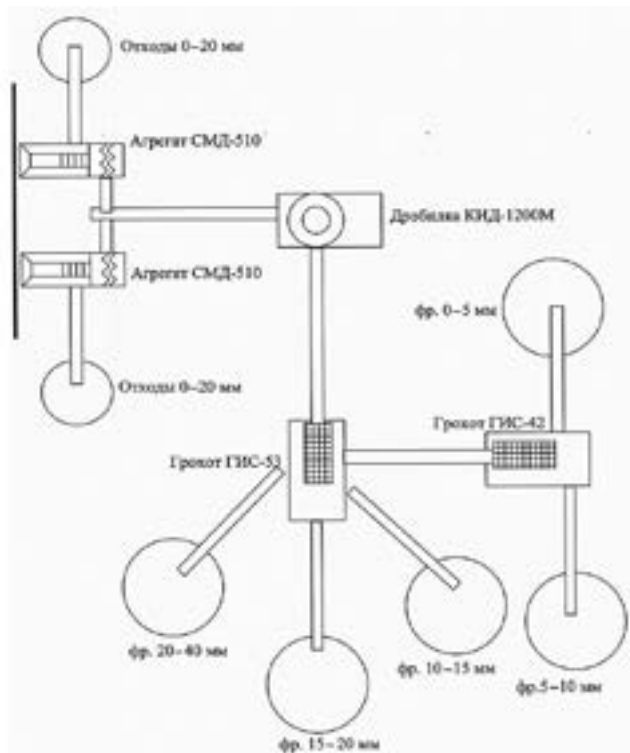 Отходы 0–20 мм
Агрегат СМД-510
Дробилка КИД-1200М
Агрегат СМД-510
фр. 0–5 мм
Отходы 0–20 мм
Грохот ГИС-42
Грохот ГИС-53
фр. 20–40 мм
фр. 10–15 мм
фр.5–10 мм
фр. 15–20 мм